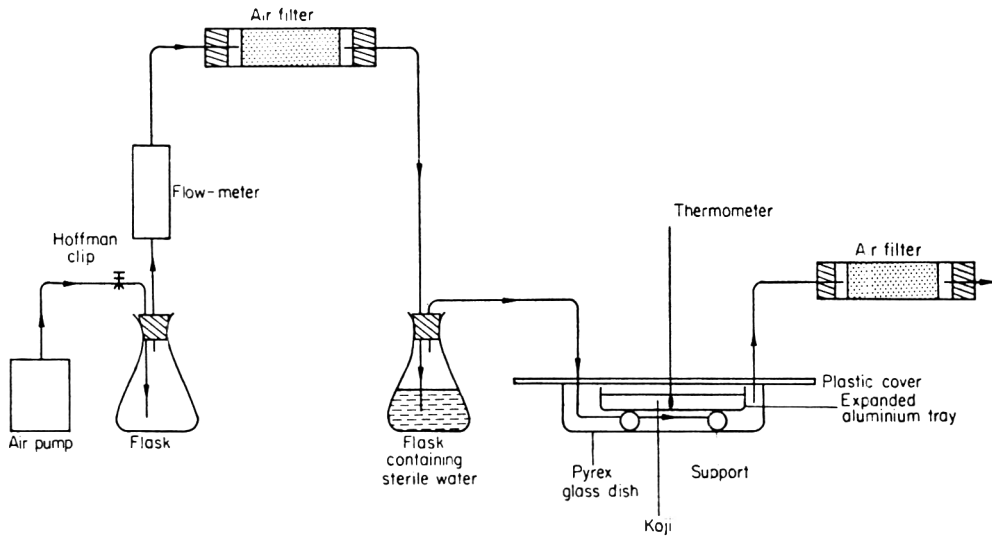 Air filter
Flow-meter
Hoffman
clip
Thermometer
Air filter
Plastic cover
Expanded
aluminium tray
Air pump
Flask
Flask
containing
sterile water
Pyrex
glass dish
Support
Koji